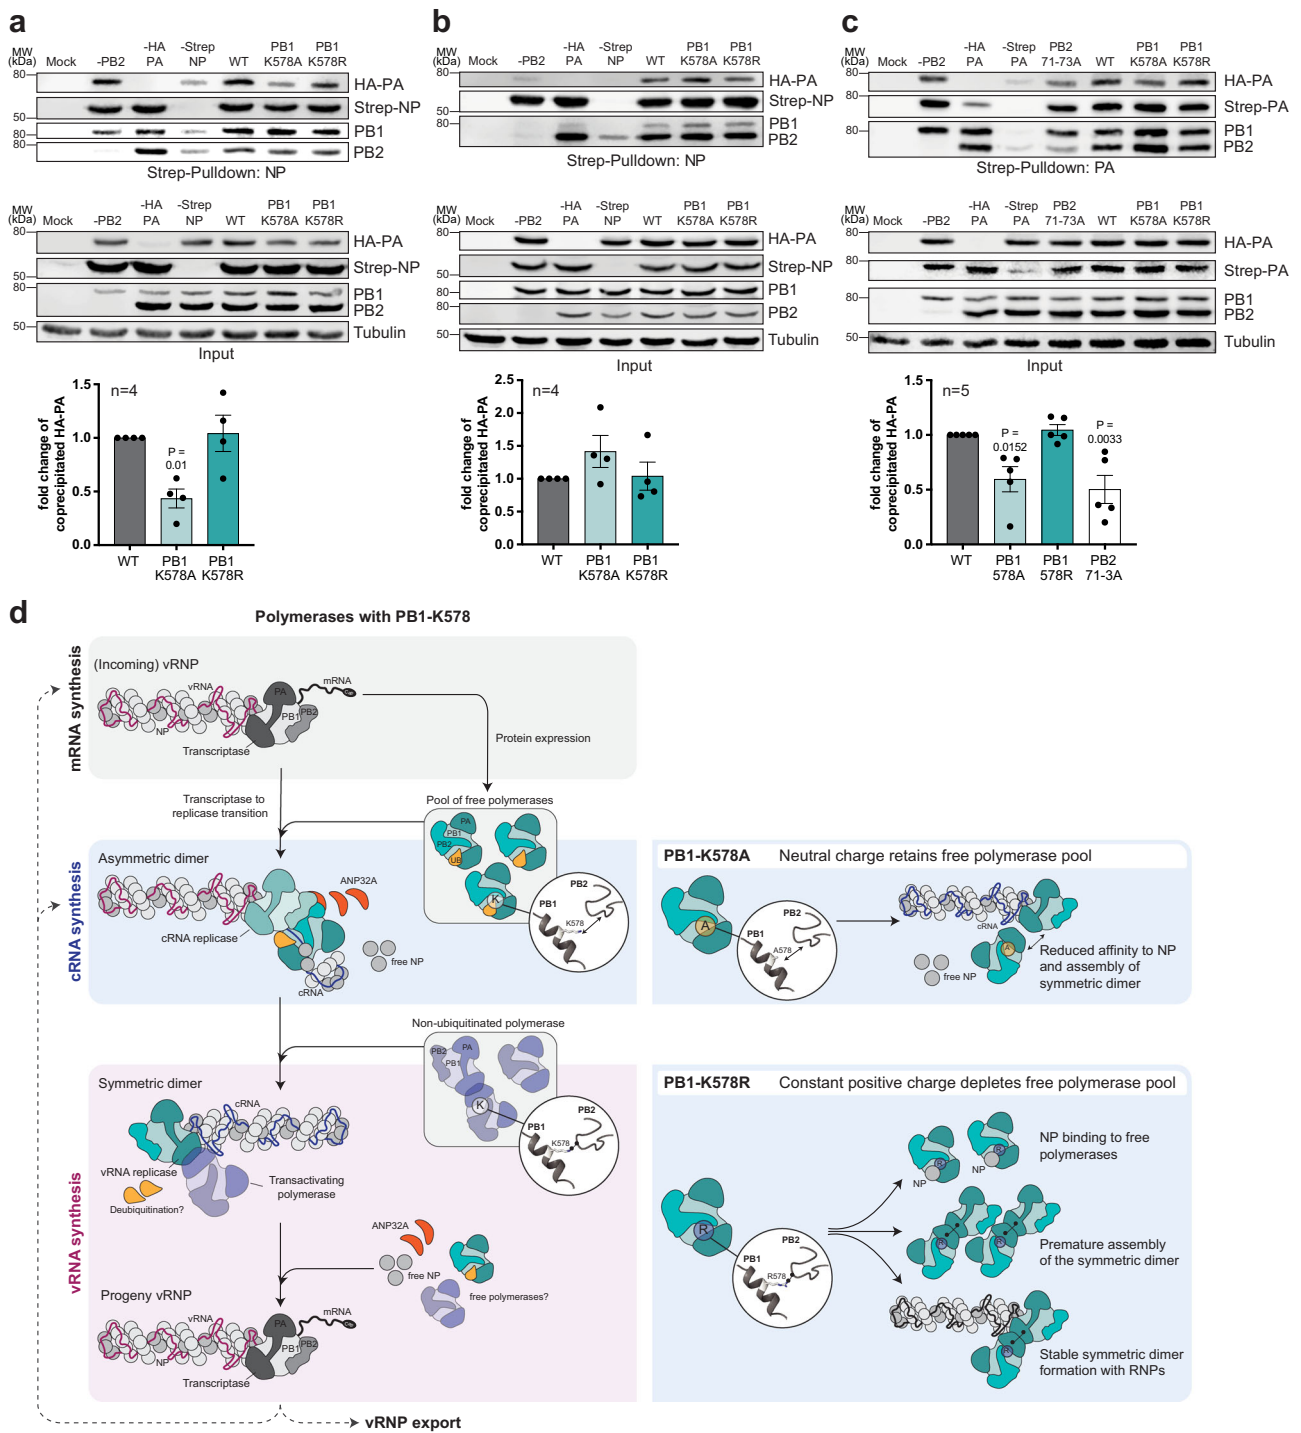 a
MW
(kDa)
Mock
-PB2
-HA
PA
-Strep
NP
WT
PB1
K578A
PB1
K578R
80
HA-PA
Strep-NP
50
80
PB1
80
PB2
Strep-Pulldown: NP
MW
(kDa)
Mock
-PB2
-HA
PA
-Strep
NP
WT
PB1
K578A
PB1
K578R
80
HA-PA
Strep-NP
50
80
PB1
PB2
50
Tubulin
Input
n=4
fold change of
coprecipitated HA-PA
1.5
1.0
0.5
0.0
P =
0.01
WT
PB1
K578A
PB1
K578R
b
MW
(kDa)
Mock
-PB2
-HA
PA
-Strep
NP
WT
PB1
K578A
PB1
K578R
80
HA-PA
Strep-NP
50
80
PB1
PB2
Strep-Pulldown: NP
MW
(kDa)
Mock
-PB2
-HA
PA
-Strep
NP
WT
PB1
K578A
PB1
K578R
80
HA-PA
Strep-NP
50
80
PB1
80
PB2
50
Tubulin
Input
n=4
fold change of
coprecipitated HA-PA
2.5
2.0
1.5
1.0
0.5
0.0
WT
PB1
K578A
PB1
K578R
c
MW
(kDa)
Mock
-PB2
-HA
PA
-Strep
PA
PB2
71-73A
WT
PB1
K578A
PB1
K578R
80
HA-PA
Strep-PA
80
PB1
PB2
Strep-Pulldown: PA
MW
(kDa)
Mock
-PB2
-HA
PA
-Strep
PA
PB2
71-73A
WT
PB1
K578A
PB1
K578R
80
HA-PA
80
Strep-PA
80
PB1
PB2
50
Tubulin
Input
n=5
fold change of
coprecipitated HA-PA
1.5
1.0
0.5
0.0
P =
0.0152
P =
0.0033
WT
PB1
578A
PB1
578R
PB2
71-3A
d
Polymerases with PB1-K578
mRNA synthesis
(Incoming) vRNP
vRNA
NP
PA
PB1
PB2
mRNA
Transcriptase
Protein expression
Transcriptase to
replicase transition
Pool of free polymerases
PA
PB1
PB2
UB
K
PB1
PB2
K578
cRNA synthesis
Asymmetric dimer
ANP32A
cRNA replicase
free NP
cRNA
PB1-K578A
Neutral charge retains free polymerase pool
A
PB1
PB2
A578
cRNA
A
free NP
Reduced affinity to NP
and assembly of
symmetric dimer
Non-ubiquitinated polymerase
PB2
PA
PB1
K
PB1
PB2
K578
vRNA synthesis
Symmetric dimer
cRNA
vRNA replicase
Deubiquitination?
Transactivating
polymerase
ANP32A
free NP
free polymerases?
Progeny vRNP
vRNA
NP
PA
PB1
PB2
mRNA
Transcriptase
vRNP export
PB1-K578R
Constant positive charge depletes free polymerase pool
R
PB1
PB2
R578
R
NP
R
NP
NP binding to free
polymerases
R
R
Premature assembly
of the symmetric dimer
R
Stable symmetric dimer
formation with RNPs